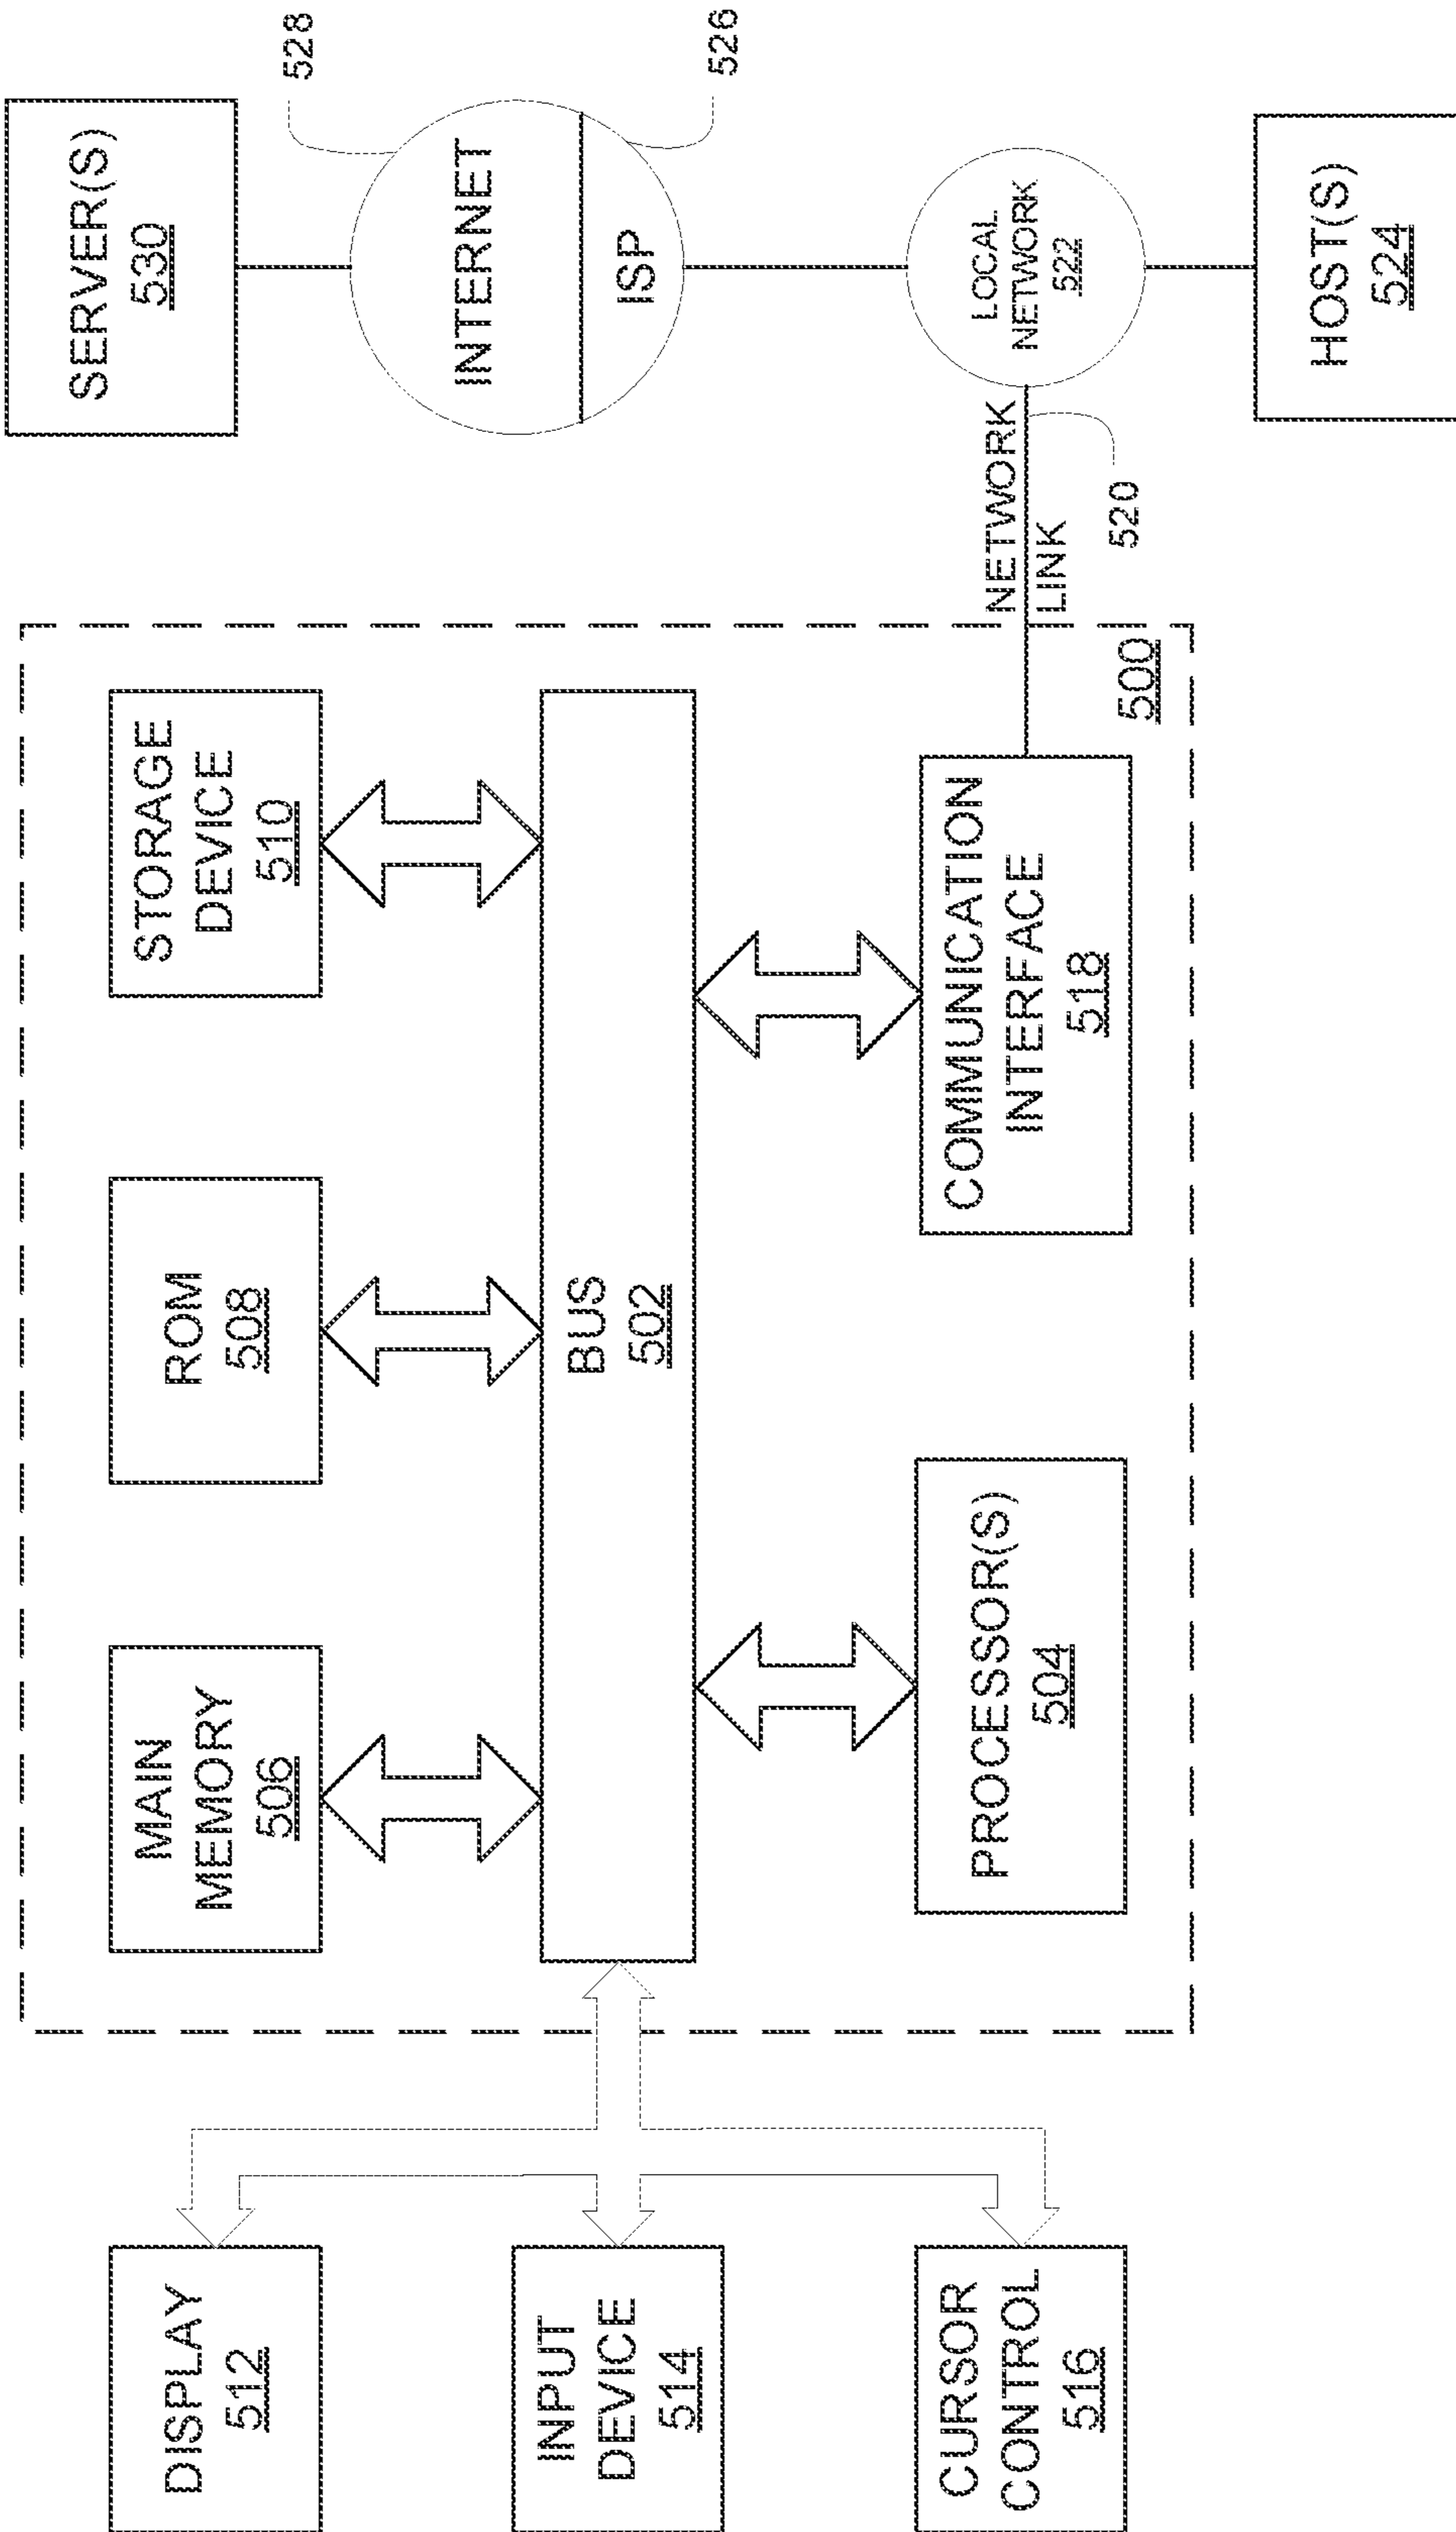 DISPLAY
512
INPUT
DEVICE
514
CURSOR
CONTROL
516
MAIN
MEMORY
506
ROM
508
STORAGE
DEVICE
510
BUS
502
PROCESSOR(S)
504
COMMUNICATION
INTERFACE
518
500
NETWORK
LINK
520
SERVER(S)
530
528
INTERNET
ISP
526
LOCAL
NETWORK
522
HOST(S)
524